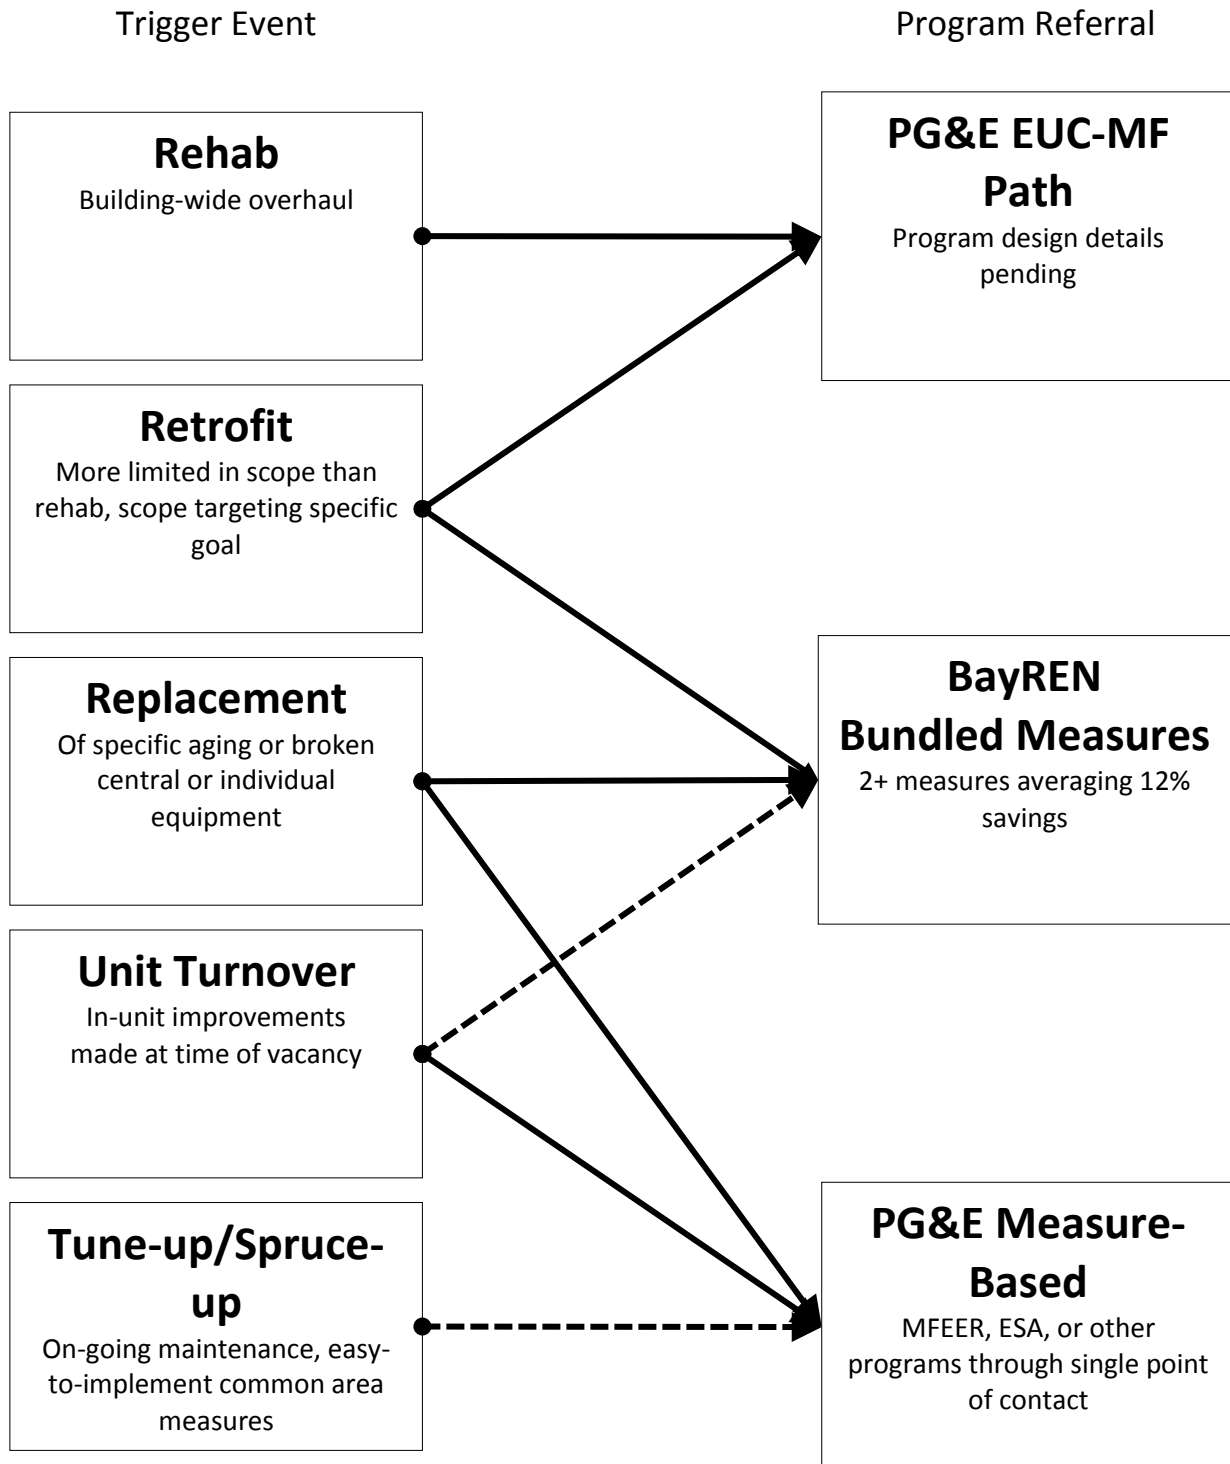 Trigger Event
Program Referral
Rehab
Building-wide overhaul
PG&E EUC-MF
Path
Program design details
pending
Retrofit
More limited in scope than
rehab, scope targeting specific
goal
Replacement
Of specific aging or broken
central or individual
equipment
BayREN
Bundled Measures
2+ measures averaging 12%
savings
Unit Turnover
In-unit improvements
made at time of vacancy
Tune-up/Spruce-
up
On-going maintenance, easy-
to-implement common area
measures
PG&E Measure-
Based
MFEER, ESA, or other
programs through single point
of contact